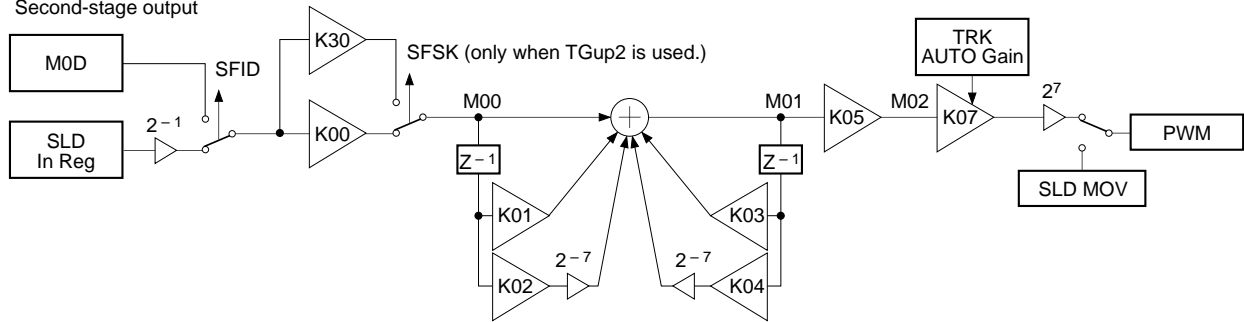 Second-stage output
M0D
SFID
K30
SFSK (only when TGup2 is used.)
TRK
AUTO Gain
SLD
In Reg
2 – 1
K00
M00
M01
K05
M02
K07
2 7
PWM
Z – 1
Z – 1
SLD MOV
K01
K03
K02
2 – 7
2 – 7
K04